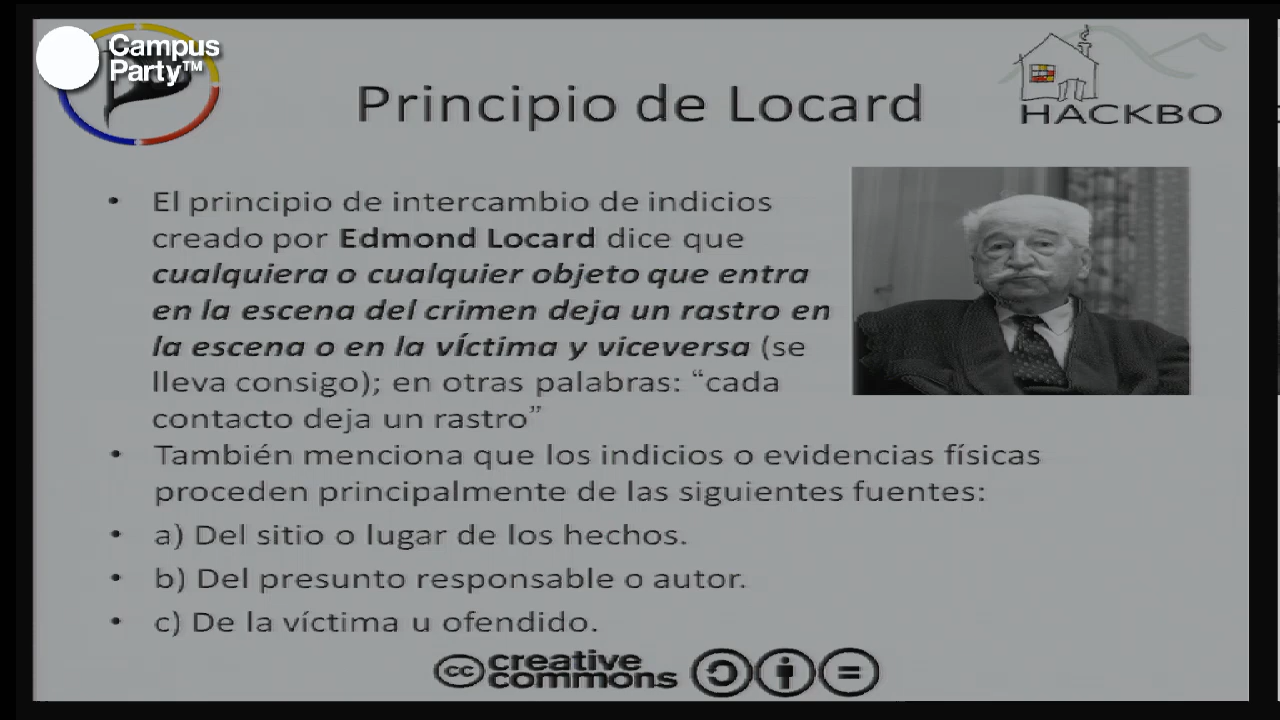 Campus
Party™
HACKBO
Principio de Locard
• El principio de intercambio de indicios
creado por Edmond Locard dice que
cualquiera o cualquier objeto que entra
en la escena del crimen deja un rastro en
la escena o en la víctima y viceversa (se
lleva consigo); en otras palabras: “cada
contacto deja un rastro”
• También menciona que los indicios o evidencias físicas
proceden principalmente de las siguientes fuentes:
• a) Del sitio o lugar de los hechos.
• b) Del presunto responsable o autor.
• c) De la víctima u ofendido.
cc creative
commons